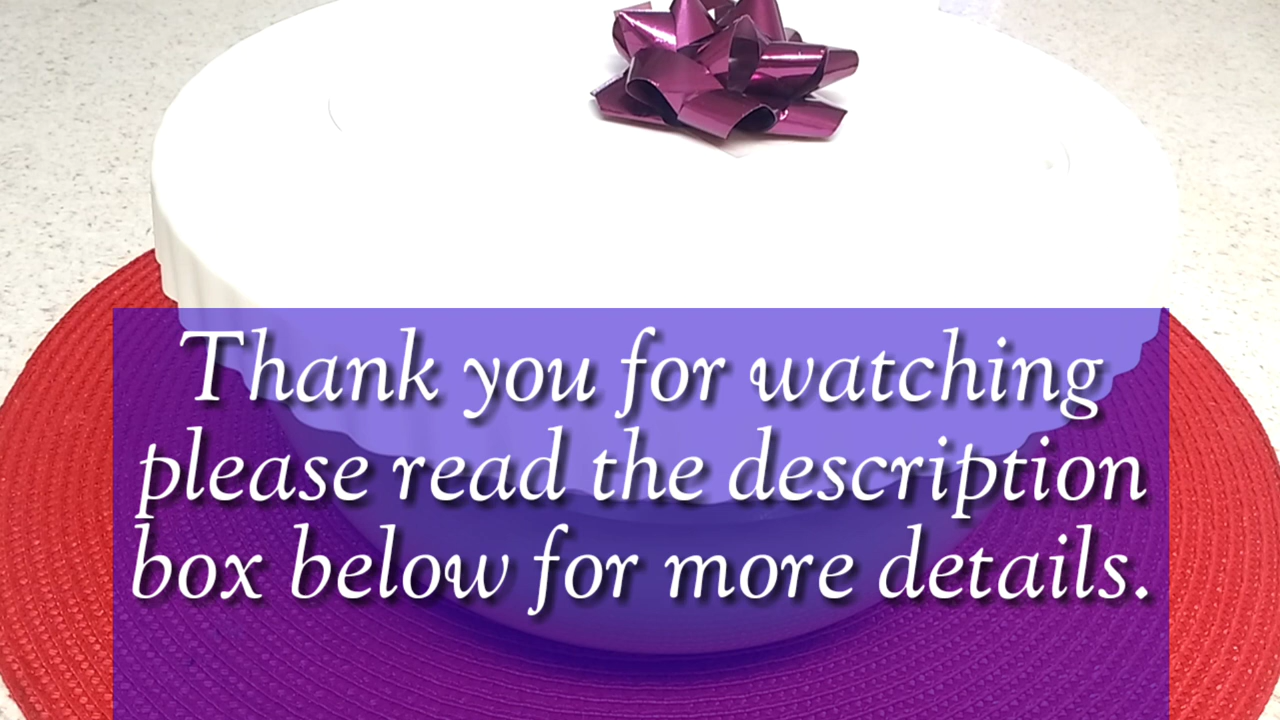 Thank you for watching
please read the description
box below for more details.